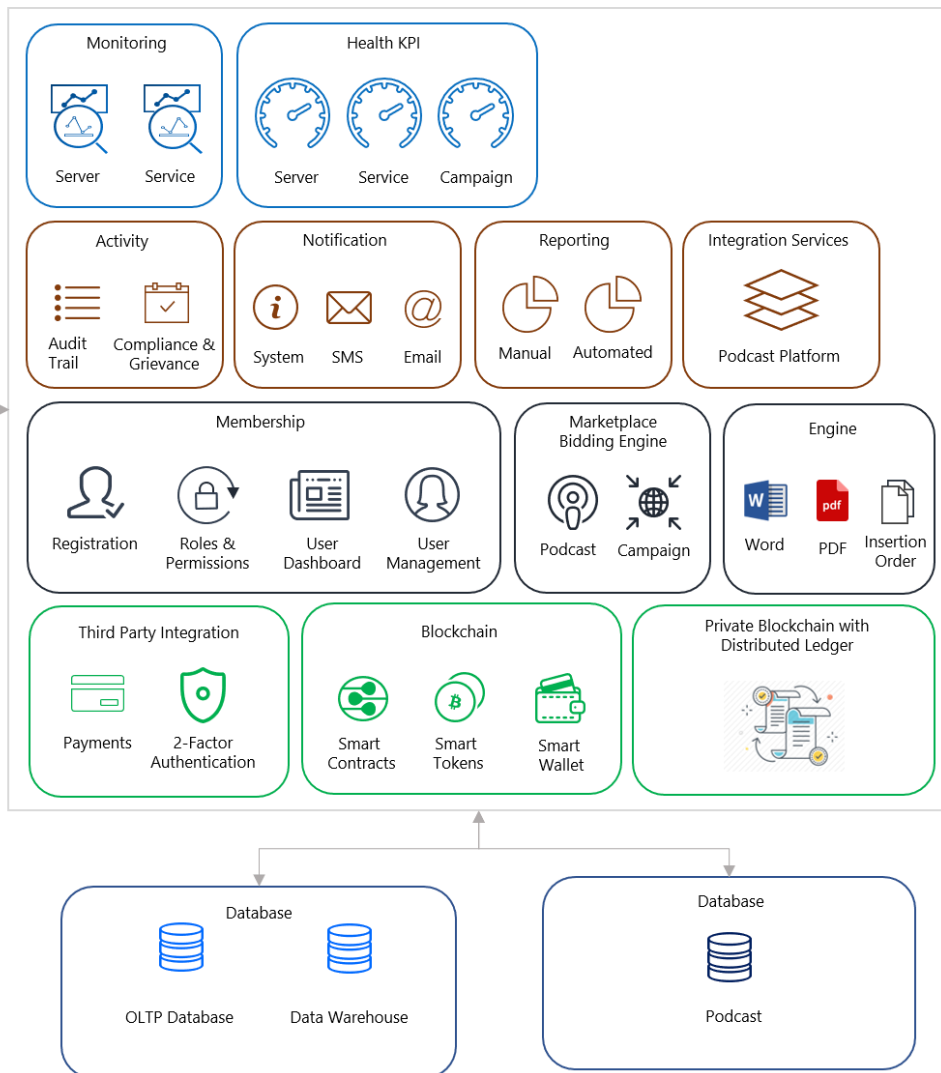 Monitoring
Server
Service
Health KPI
Server
Service
Campaign
Activity
Audit
Trail
Compliance &
Grievance
Notification
i
System
SMS
@
Email
Reporting
Manual
Automated
Integration Services
Podcast Platform
Membership
Registration
Roles &
Permissions
User
Dashboard
User
Management
Marketplace
Bidding Engine
Podcast
Campaign
Engine
W
Word
pdf
PDF
Insertion
Order
Third Party Integration
Payments
2-Factor
Authentication
Blockchain
Smart
Contracts
₿
Smart
Tokens
Smart
Wallet
Private Blockchain with
Distributed Ledger
Database
OLTP Database
Data Warehouse
Database
Podcast